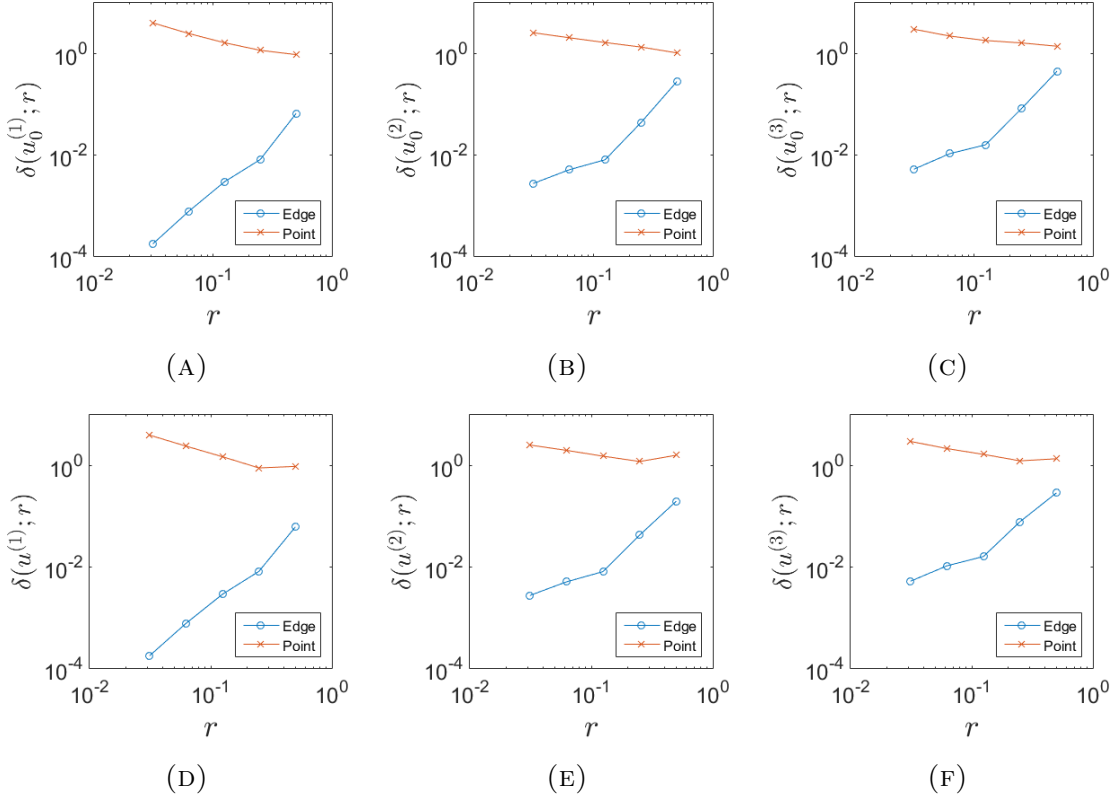 10^0
10^-2
10^-4
10^-2
10^-1
10^0
δ(u_0^(1); r)
r
Edge
Point
(A)
10^0
10^-2
10^-4
10^-2
10^-1
10^0
δ(u_0^(2); r)
r
Edge
Point
(B)
10^0
10^-2
10^-4
10^-2
10^-1
10^0
δ(u_0^(3); r)
r
Edge
Point
(C)
10^0
10^-2
10^-4
10^-2
10^-1
10^0
δ(u^(1); r)
r
Edge
Point
(D)
10^0
10^-2
10^-4
10^-2
10^-1
10^0
δ(u^(2); r)
r
Edge
Point
(E)
10^0
10^-2
10^-4
10^-2
10^-1
10^0
δ(u^(3); r)
r
Edge
Point
(F)